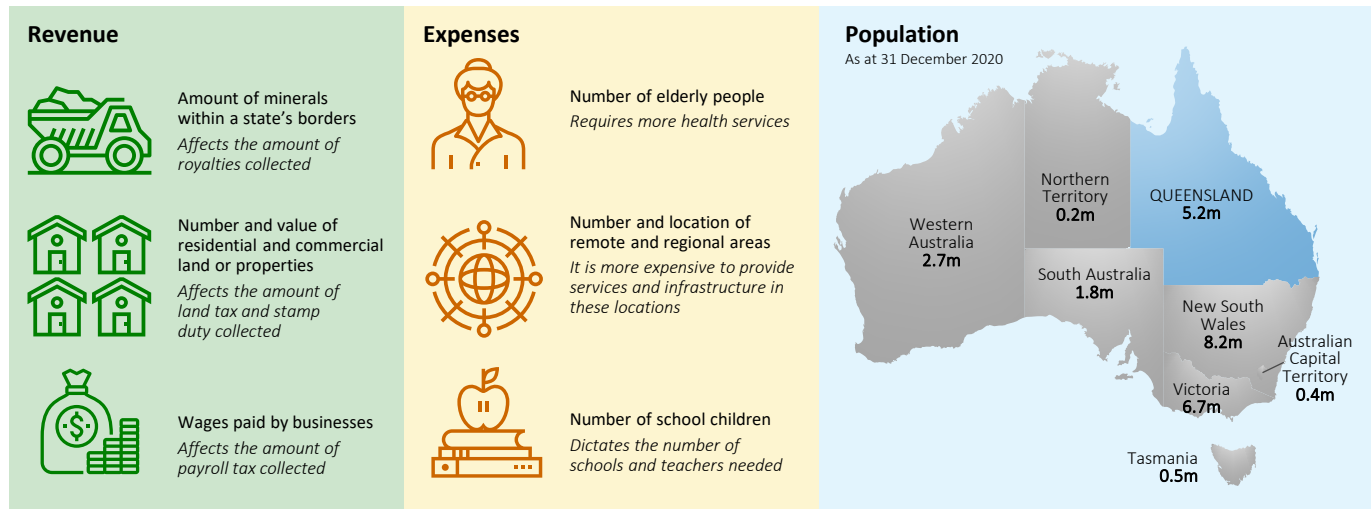 Revenue
Amount of minerals
within a state's borders
Affects the amount of
royalties collected
Number and value of
residential and commercial
land or properties
Affects the amount of
land tax and stamp
duty collected
$
Wages paid by businesses
Affects the amount of
payroll tax collected
Expenses
Number of elderly people
Requires more health services
Number and location of
remote and regional areas
It is more expensive to provide
services and infrastructure in
these locations
Number of school children
Dictates the number of
schools and teachers needed
Population
As at 31 December 2020
Western
Australia
2.7m
Northern
Territory
0.2m
QUEENSLAND
5.2m
South Australia
1.8m
New South
Wales
8.2m
Australian
Capital
Territory
0.4m
Victoria
6.7m
Tasmania
0.5m